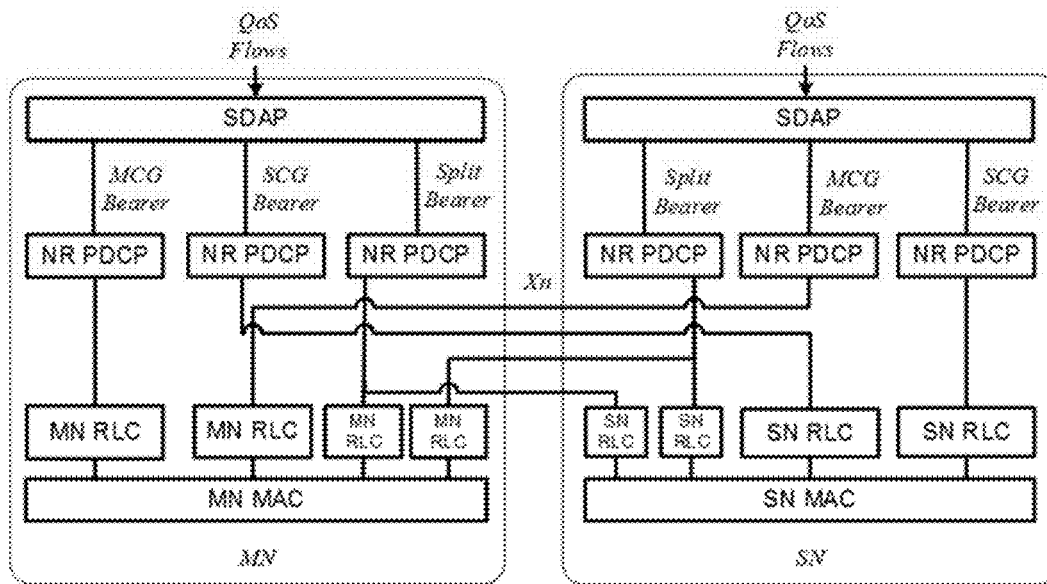 QoS
Flows
QoS
Flows
SDAP
SDAP
MCG
Bearer
SCG
Bearer
Split
Bearer
Split
Bearer
MCG
Bearer
SCG
Bearer
NR PDCP
NR PDCP
NR PDCP
NR PDCP
NR PDCP
NR PDCP
Xn
MN RLC
MN RLC
MN
RLC
MN
RLC
SN
RLC
SN
RLC
SN RLC
SN RLC
MN MAC
SN MAC
MN
SN